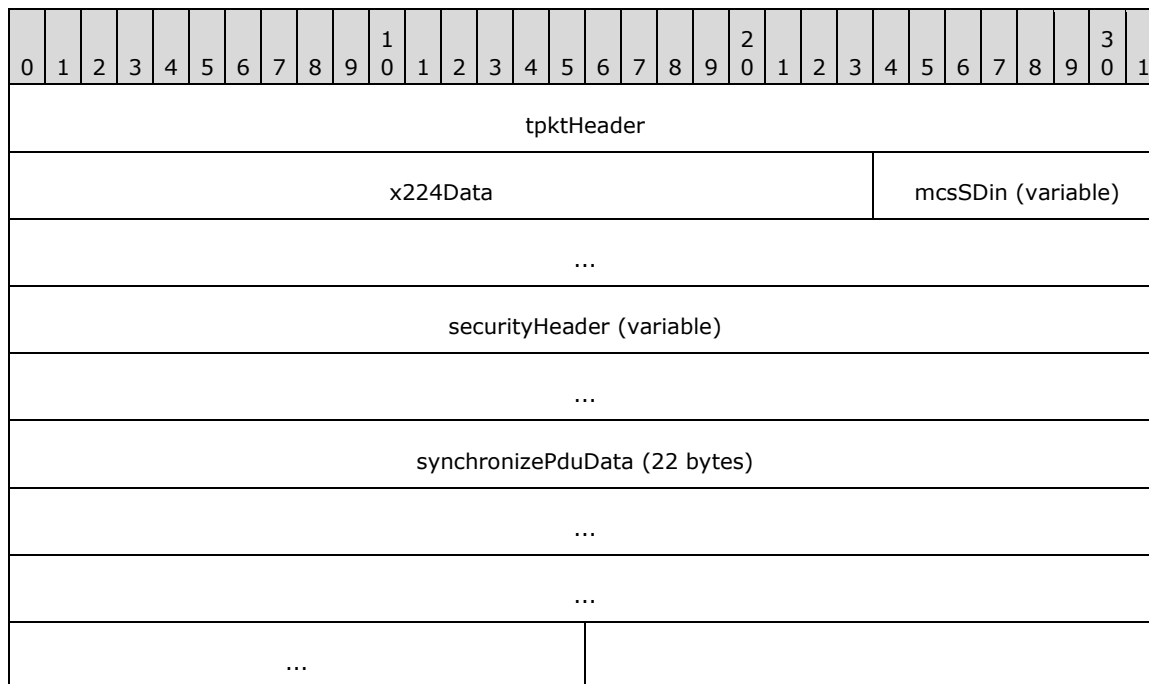 1 2 3
0 1 2 3 4 5 6 7 8 9 0 1 2 3 4 5 6 7 8 9 0 1 2 3 4 5 6 7 8 9 0 1
tpktHeader
x224Data mcsSDin (variable)
...
securityHeader (variable)
...
synchronizePduData (22 bytes)
...
...
...